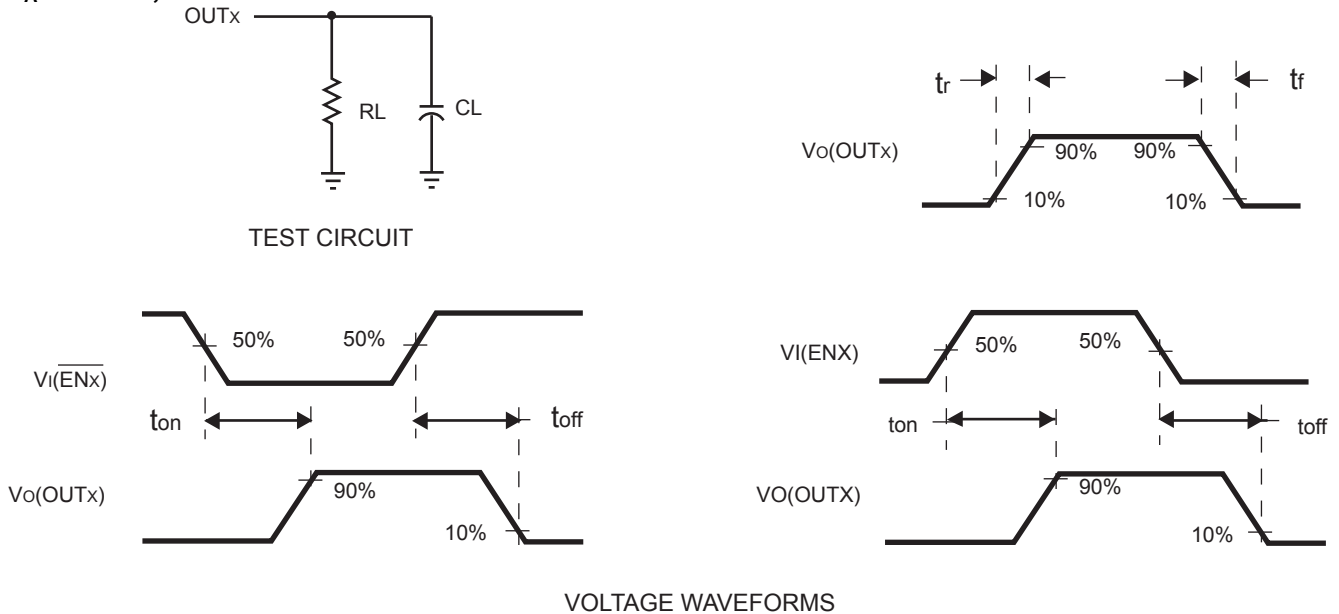 OUTx
RL
CL
TEST CIRCUIT
tr
tf
VO(OUTx)
90%
90%
10%
10%
VI(ENx)
50%
50%
ton
toff
VO(OUTx)
90%
10%
VI(ENX)
50%
50%
ton
toff
VO(OUTX)
90%
10%
VOLTAGE WAVEFORMS